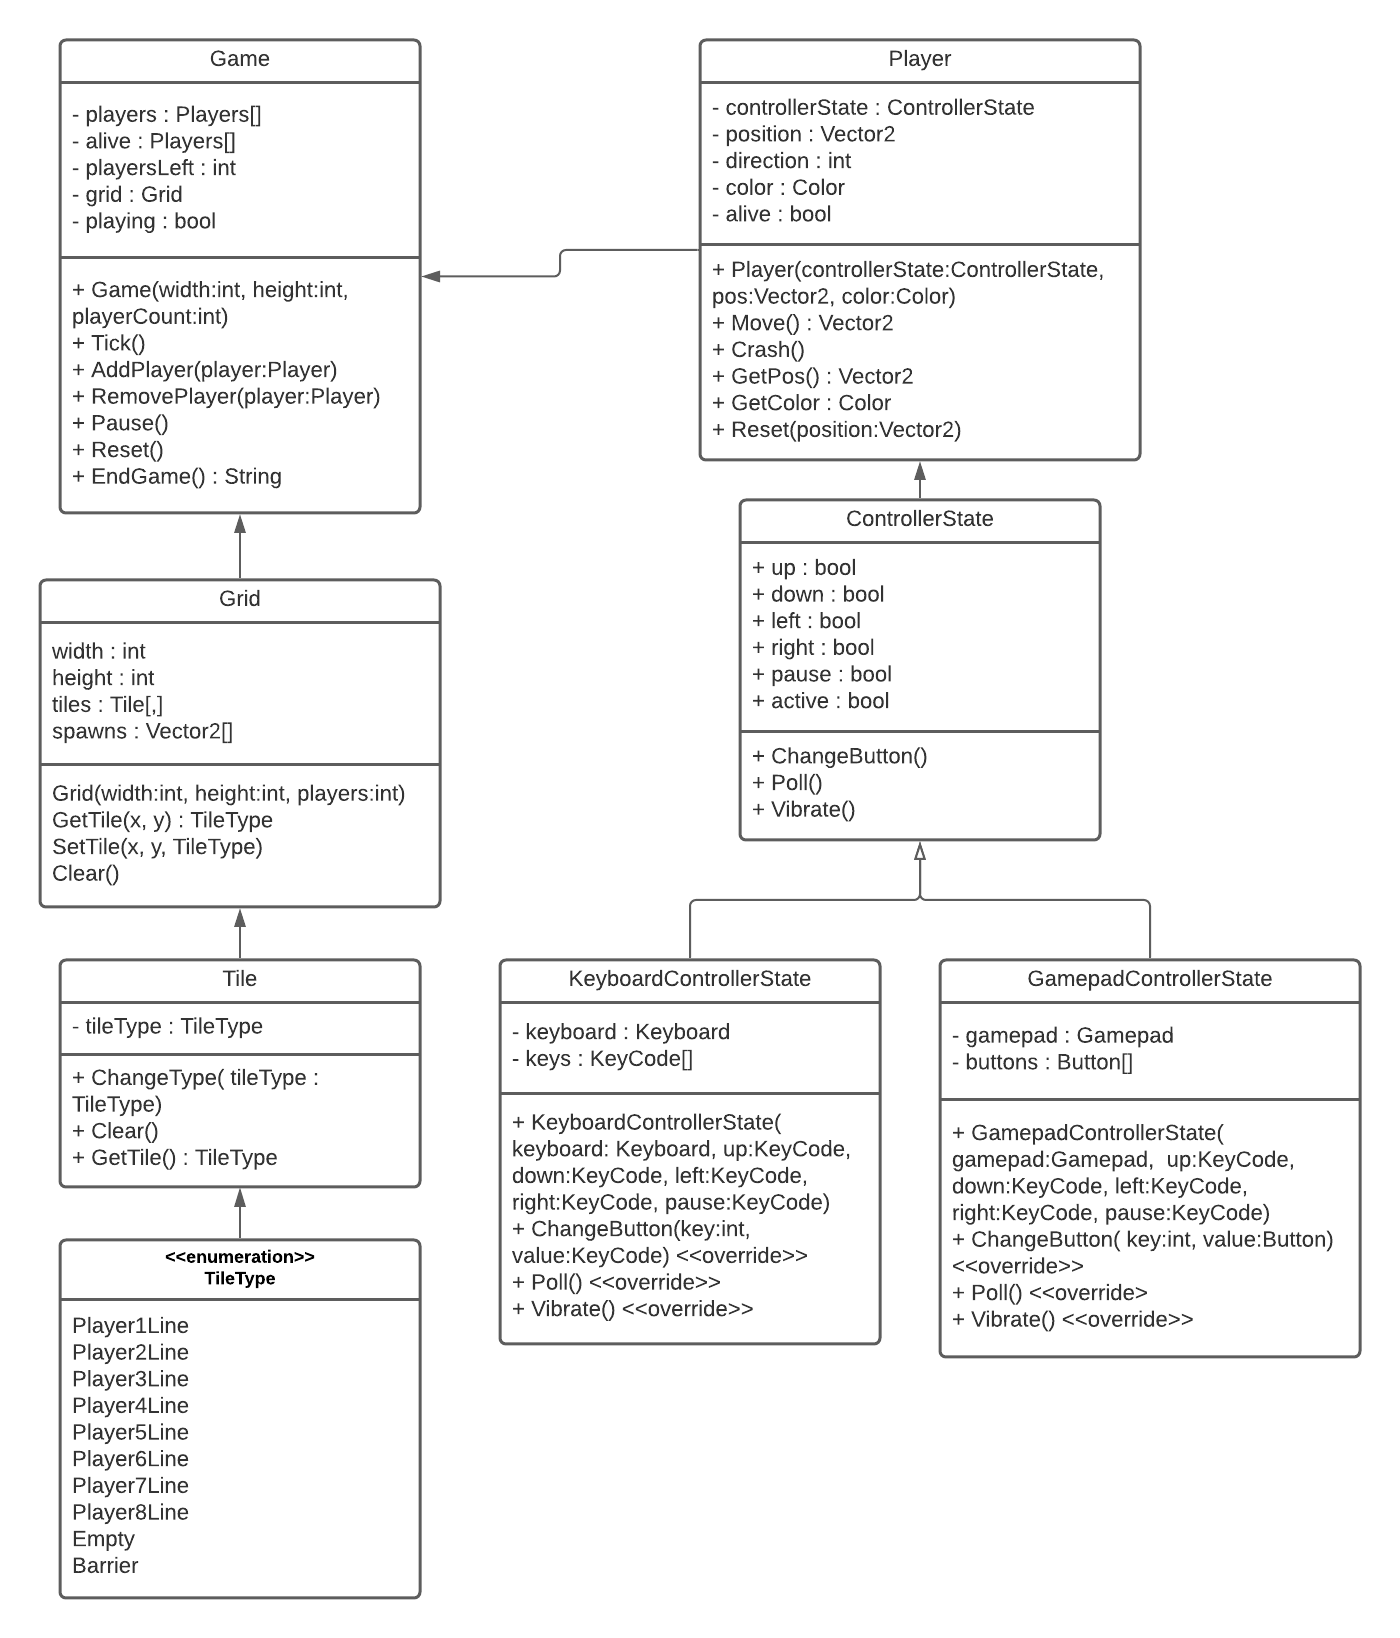 Game
- players : Players[]
- alive : Players[]
- playersLeft : int
- grid : Grid
- playing : bool
+ Game(width:int, height:int,
playerCount:int)
+ Tick()
+ AddPlayer(player:Player)
+ RemovePlayer(player:Player)
+ Pause()
+ Reset()
+ EndGame() : String
Player
- controllerState : ControllerState
- position : Vector2
- direction : int
- color : Color
- alive : bool
+ Player(controllerState:ControllerState,
pos:Vector2, color:Color)
+ Move() : Vector2
+ Crash()
+ GetPos() : Vector2
+ GetColor : Color
+ Reset(position:Vector2)
ControllerState
+ up : bool
+ down : bool
+ left : bool
+ right : bool
+ pause : bool
+ active : bool
+ ChangeButton()
+ Poll()
+ Vibrate()
Grid
width : int
height : int
tiles : Tile[,]
spawns : Vector2[]
Grid(width:int, height:int, players:int)
GetTile(x, y) : TileType
SetTile(x, y, TileType)
Clear()
Tile
- tileType : TileType
+ ChangeType( tileType :
TileType)
+ Clear()
+ GetTile() : TileType
<<enumeration>>
TileType
Player1Line
Player2Line
Player3Line
Player4Line
Player5Line
Player6Line
Player7Line
Player8Line
Empty
Barrier
KeyboardControllerState
- keyboard : Keyboard
- keys : KeyCode[]
+ KeyboardControllerState(
keyboard: Keyboard, up:KeyCode,
down:KeyCode, left:KeyCode,
right:KeyCode, pause:KeyCode)
+ ChangeButton(key:int,
value:KeyCode) <<override>>
+ Poll() <<override>>
+ Vibrate() <<override>>
GamepadControllerState
- gamepad : Gamepad
- buttons : Button[]
+ GamepadControllerState(
gamepad:Gamepad,  up:KeyCode,
down:KeyCode, left:KeyCode,
right:KeyCode, pause:KeyCode)
+ ChangeButton( key:int, value:Button)
<<override>>
+ Poll() <<override>
+ Vibrate() <<override>>